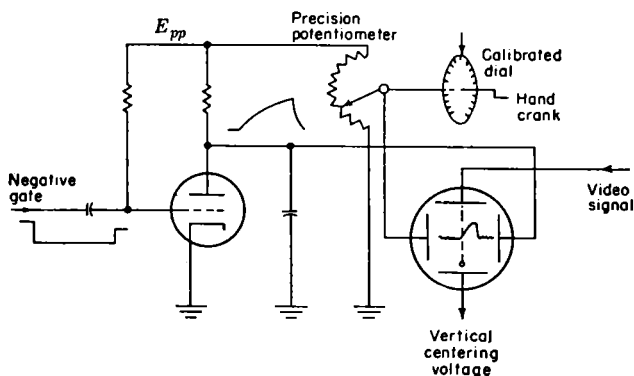 E_pp
Precision
potentiometer
Calibrated
dial
Hand
crank
Negative
gate
Video
signal
Vertical
centering
voltage